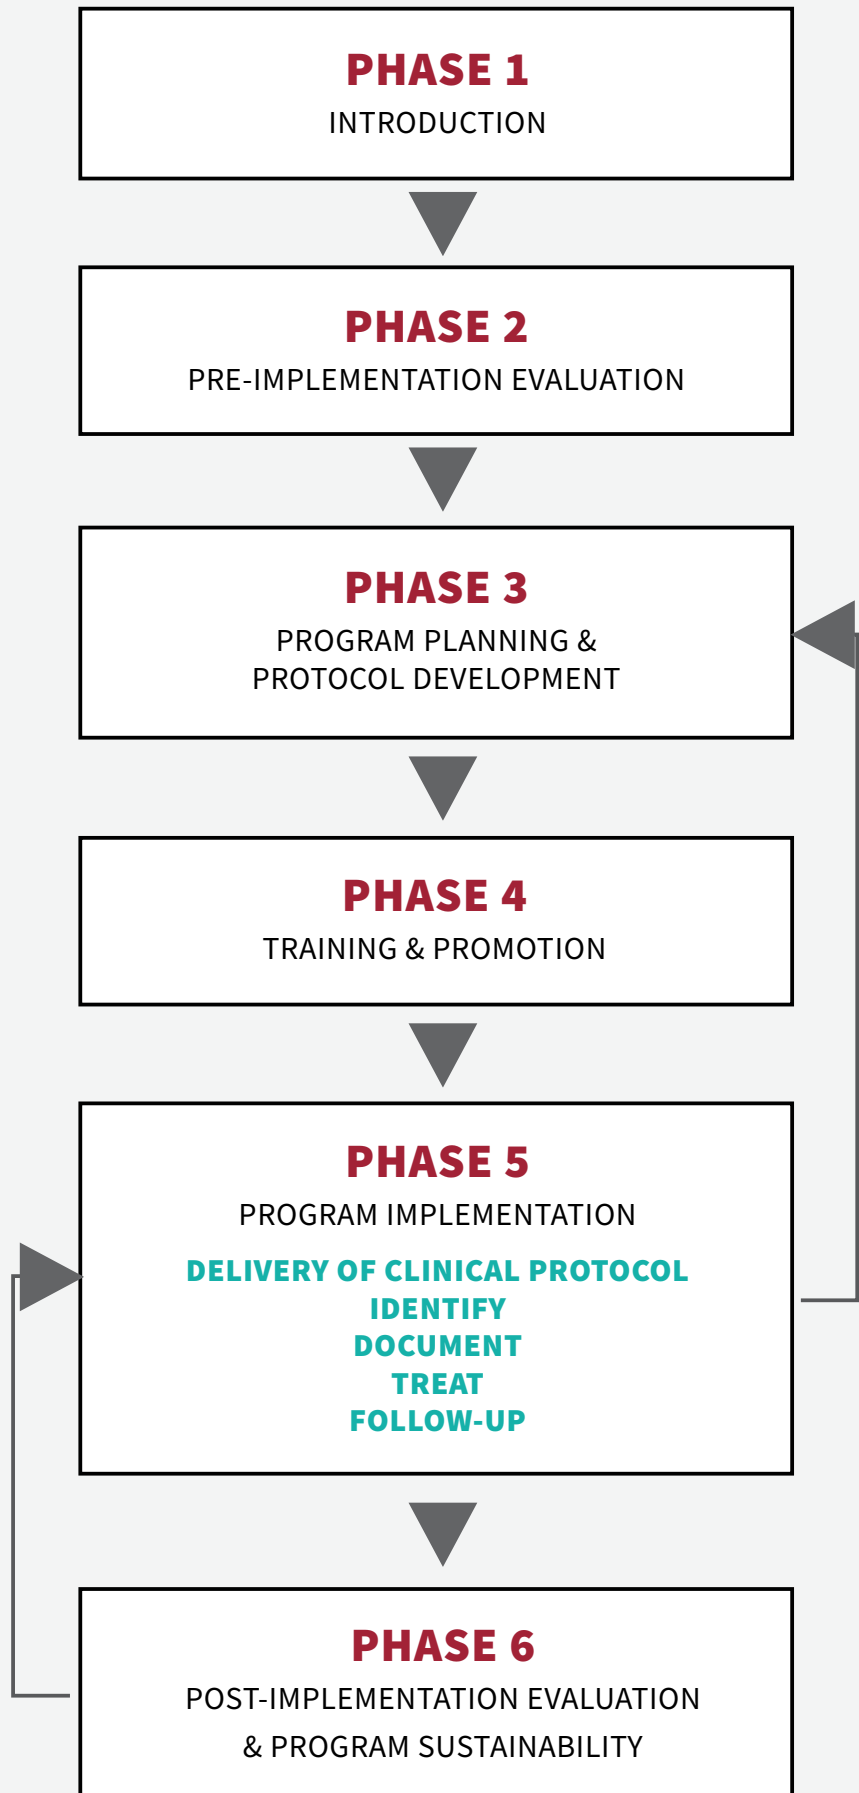 PHASE 1
INTRODUCTION
PHASE 2
PRE-IMPLEMENTATION EVALUATION
PHASE 3
PROGRAM PLANNING &
PROTOCOL DEVELOPMENT
PHASE 4
TRAINING & PROMOTION
PHASE 5
PROGRAM IMPLEMENTATION
DELIVERY OF CLINICAL PROTOCOL
IDENTIFY
DOCUMENT
TREAT
FOLLOW-UP
PHASE 6
POST-IMPLEMENTATION EVALUATION
& PROGRAM SUSTAINABILITY